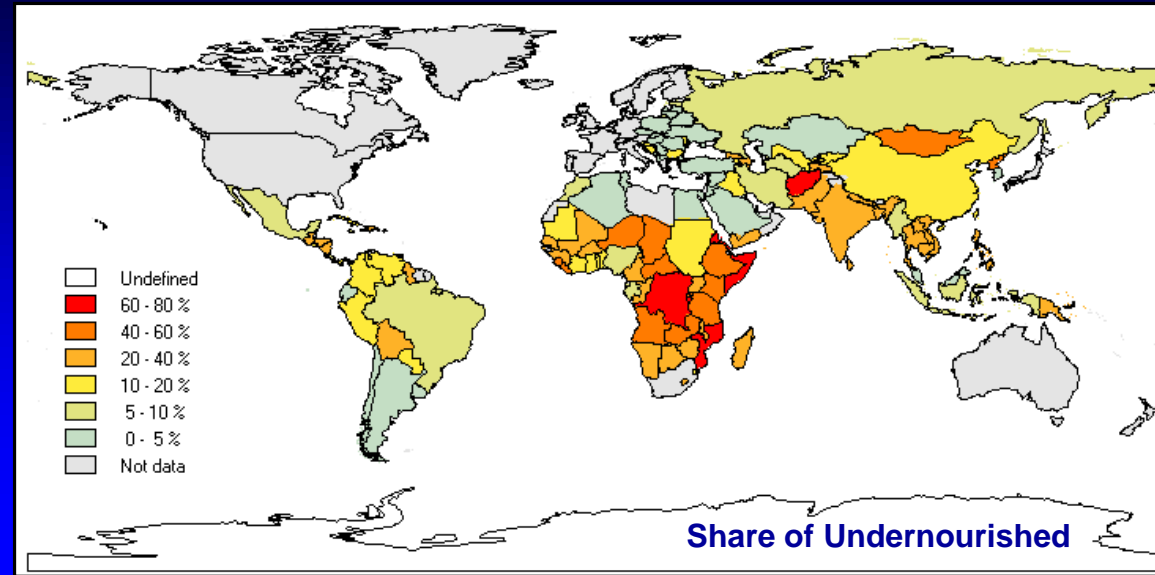 Undefined
60 - 80 %
40 - 60 %
20 - 40 %
10 - 20 %
5 - 10 %
0 - 5 %
Not data
Share of Undernourished